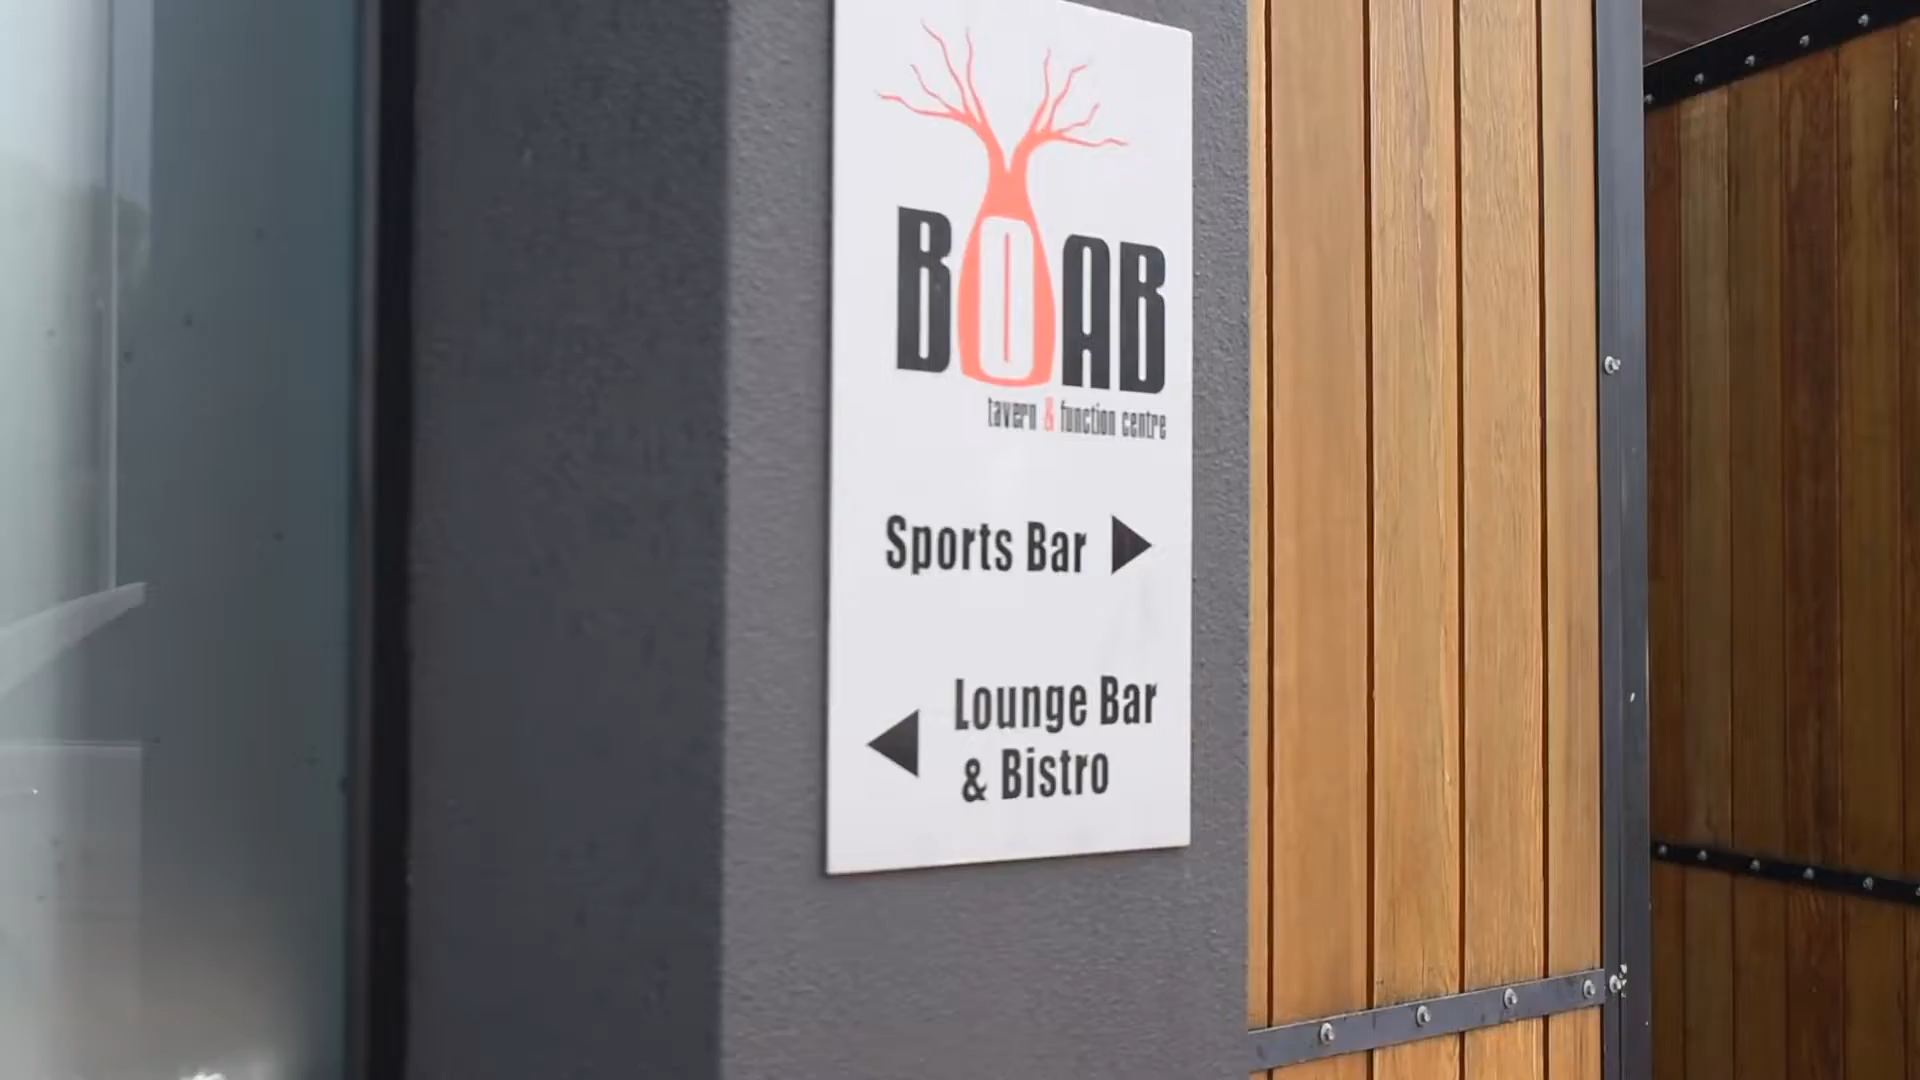 BOAB
tavern & function centre
Sports Bar
Lounge Bar
& Bistro